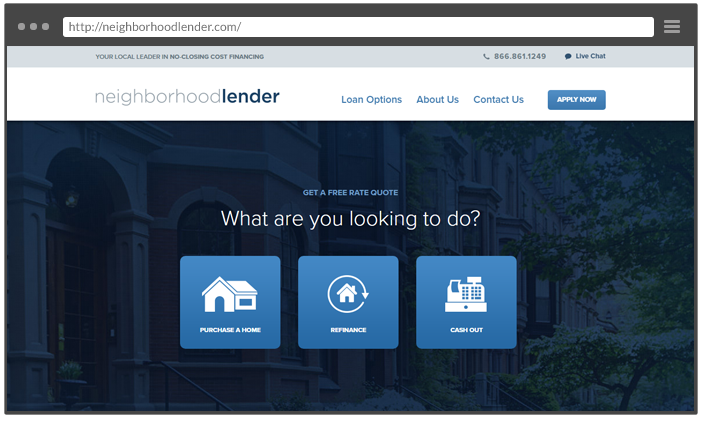 http://neighborhoodlender.com/
YOUR LOCAL LEADER IN NO-CLOSING COST FINANCING
866.861.1249
Live Chat
neighborhoodlender
Loan Options
About Us
Contact Us
APPLY NOW
GET A FREE RATE QUOTE
What are you looking to do?
PURCHASE A HOME
REFINANCE
CASH OUT